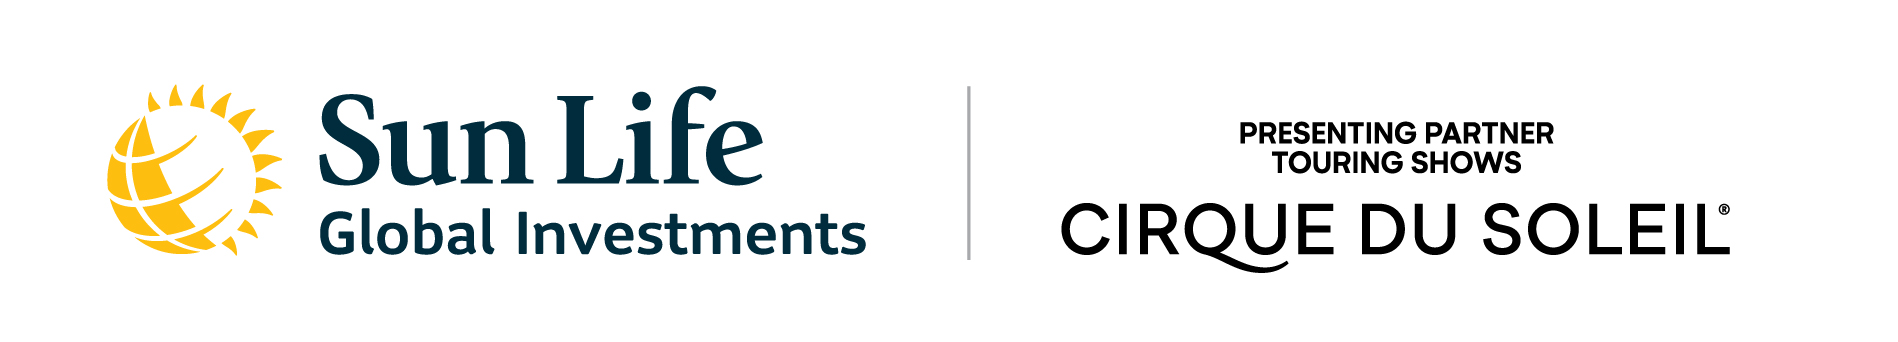 Sun Life
Global Investments
PRESENTING PARTNER
TOURING SHOWS
CIRQUE DU SOLEIL®